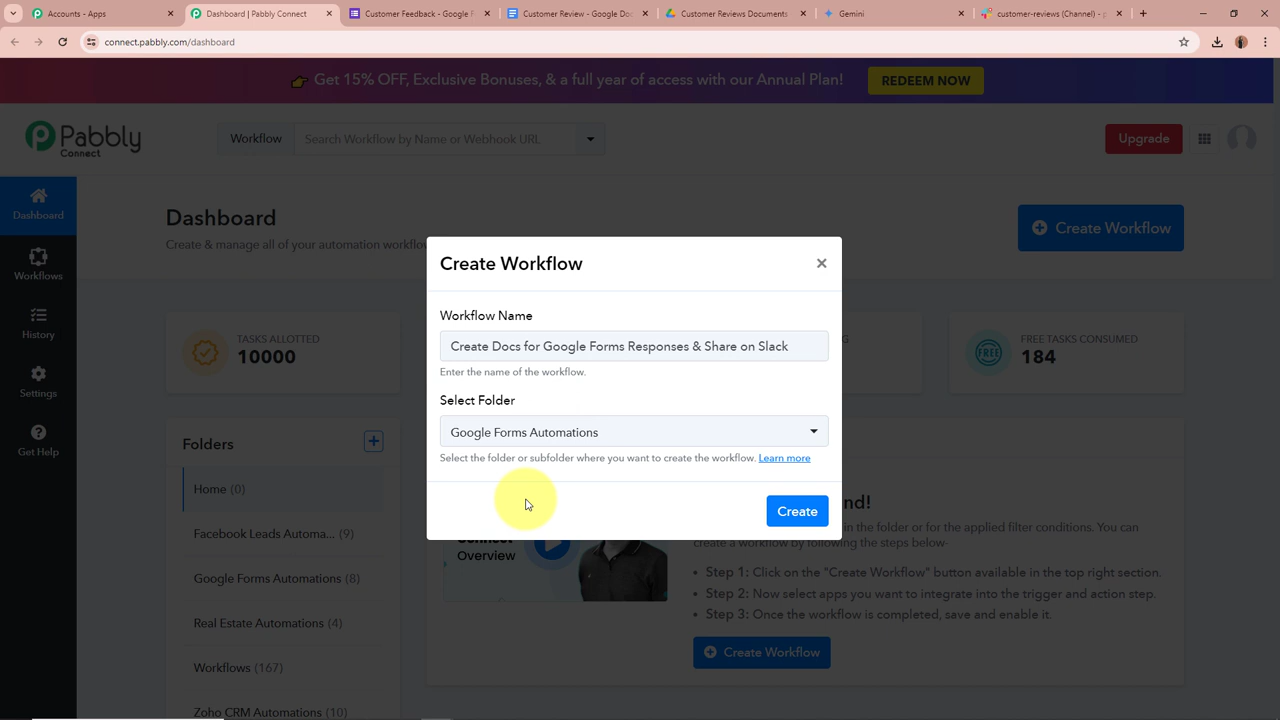 Accounts - Apps
Dashboard | Pabbly Connect
Customer Feedback - Google F
Customer Review - Google Doc
Customer Reviews Documents
Gemini
customer-reviews (Channel) - p
connect.pabbly.com/dashboard
👉 Get 15% OFF, Exclusive Bonuses, & a full year of access with our Annual Plan!
REDEEM NOW
Pabbly
Connect
Workflow
Search Workflow by Name or Webhook URL
Upgrade
Dashboard
Workflows
History
Settings
Get Help
Dashboard
Create & manage all of your automation workflow
Create Workflow
TASKS ALLOTTED
10000
G
FREE
FREE TASKS CONSUMED
184
Create Workflow
×
Workflow Name
Create Docs for Google Forms Responses & Share on Slack
Enter the name of the workflow.
Select Folder
Google Forms Automations
Select the folder or subfolder where you want to create the workflow. Learn more
Create
Folders
+
Home (0)
Facebook Leads Automa... (9)
Google Forms Automations (8)
Real Estate Automations (4)
Workflows (167)
Zoho CRM Automations (10)
Overview
nd!
in the folder or for the applied filter conditions. You can
create a workflow by following the steps below-
• Step 1: Click on the "Create Workflow" button available in the top right section.
• Step 2: Now select apps you want to integrate into the trigger and action step.
• Step 3: Once the workflow is completed, save and enable it.
Create Workflow